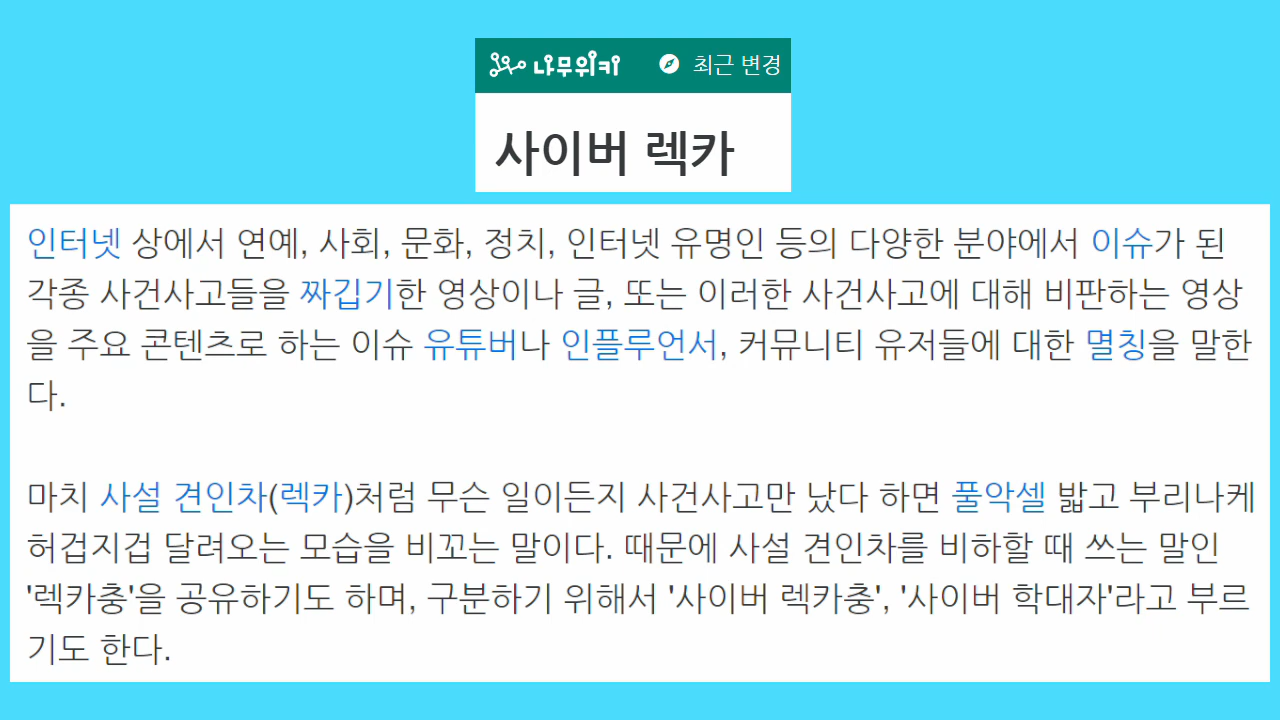 나무위키 최근 변경
사이버 렉카
인터넷 상에서 연예, 사회, 문화, 정치, 인터넷 유명인 등의 다양한 분야에서 이슈가 된
각종 사건사고들을 짜깁기한 영상이나 글, 또는 이러한 사건사고에 대해 비판하는 영상
을 주요 콘텐츠로 하는 이슈 유튜버나 인플루언서, 커뮤니티 유저들에 대한 멸칭을 말한
다.
마치 사설 견인차(렉카)처럼 무슨 일이든지 사건사고만 났다 하면 풀악셀 밟고 부리나케
허겁지겁 달려오는 모습을 비꼬는 말이다. 때문에 사설 견인차를 비하할 때 쓰는 말인
'렉카충'을 공유하기도 하며, 구분하기 위해서 '사이버 렉카충', '사이버 학대자'라고 부르
기도 한다.